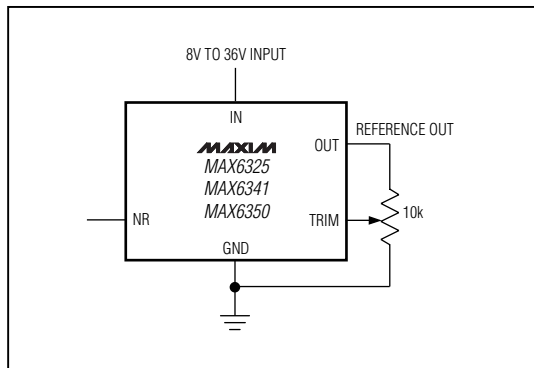 8V TO 36V INPUT
IN
MAXIM
OUT
REFERENCE OUT
MAX6325
MAX6341
MAX6350
NR
TRIM
10k
GND